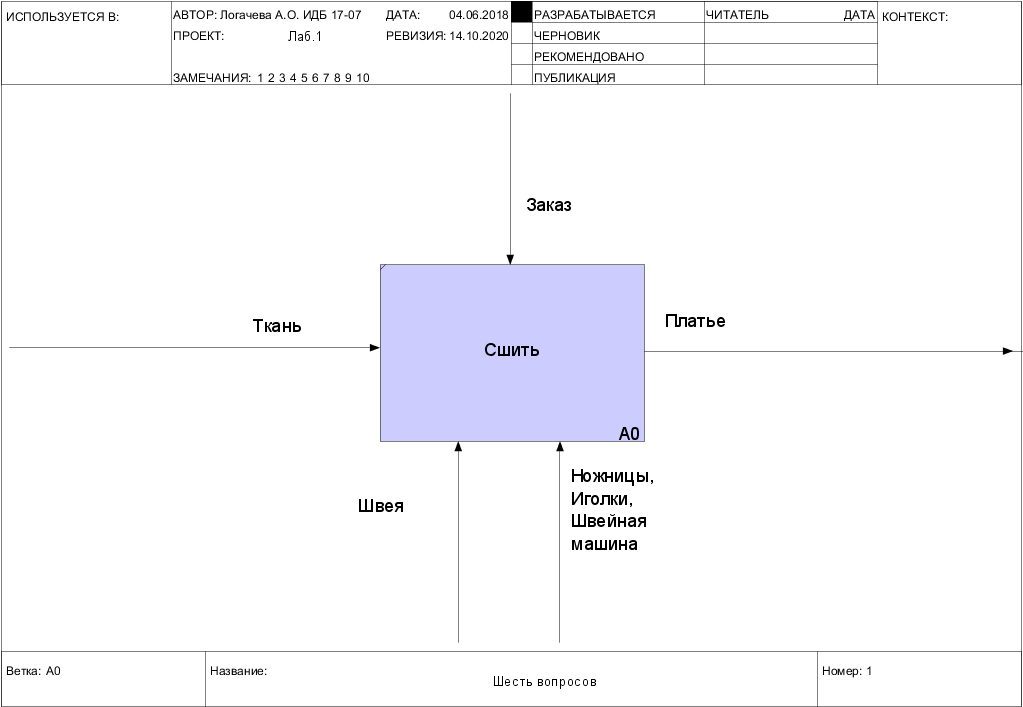 ИСПОЛЬЗУЕТСЯ В:
АВТОР: Логачева А.О. ИДБ 17-07
ДАТА: 04.06.2018
РАЗРАБАТЫВАЕТСЯ
ЧИТАТЕЛЬ
ДАТА
КОНТЕКСТ:
ПРОЕКТ: Лаб.1
РЕВИЗИЯ: 14.10.2020
ЧЕРНОВИК
РЕКОМЕНДОВАНО
ЗАМЕЧАНИЯ: 1 2 3 4 5 6 7 8 9 10
ПУБЛИКАЦИЯ
Заказ
Ткань
Платье
Сшить
A0
Швея
Ножницы,
Иголки,
Швейная
машина
Ветка: A0
Название:
Шесть вопросов
Номер: 1